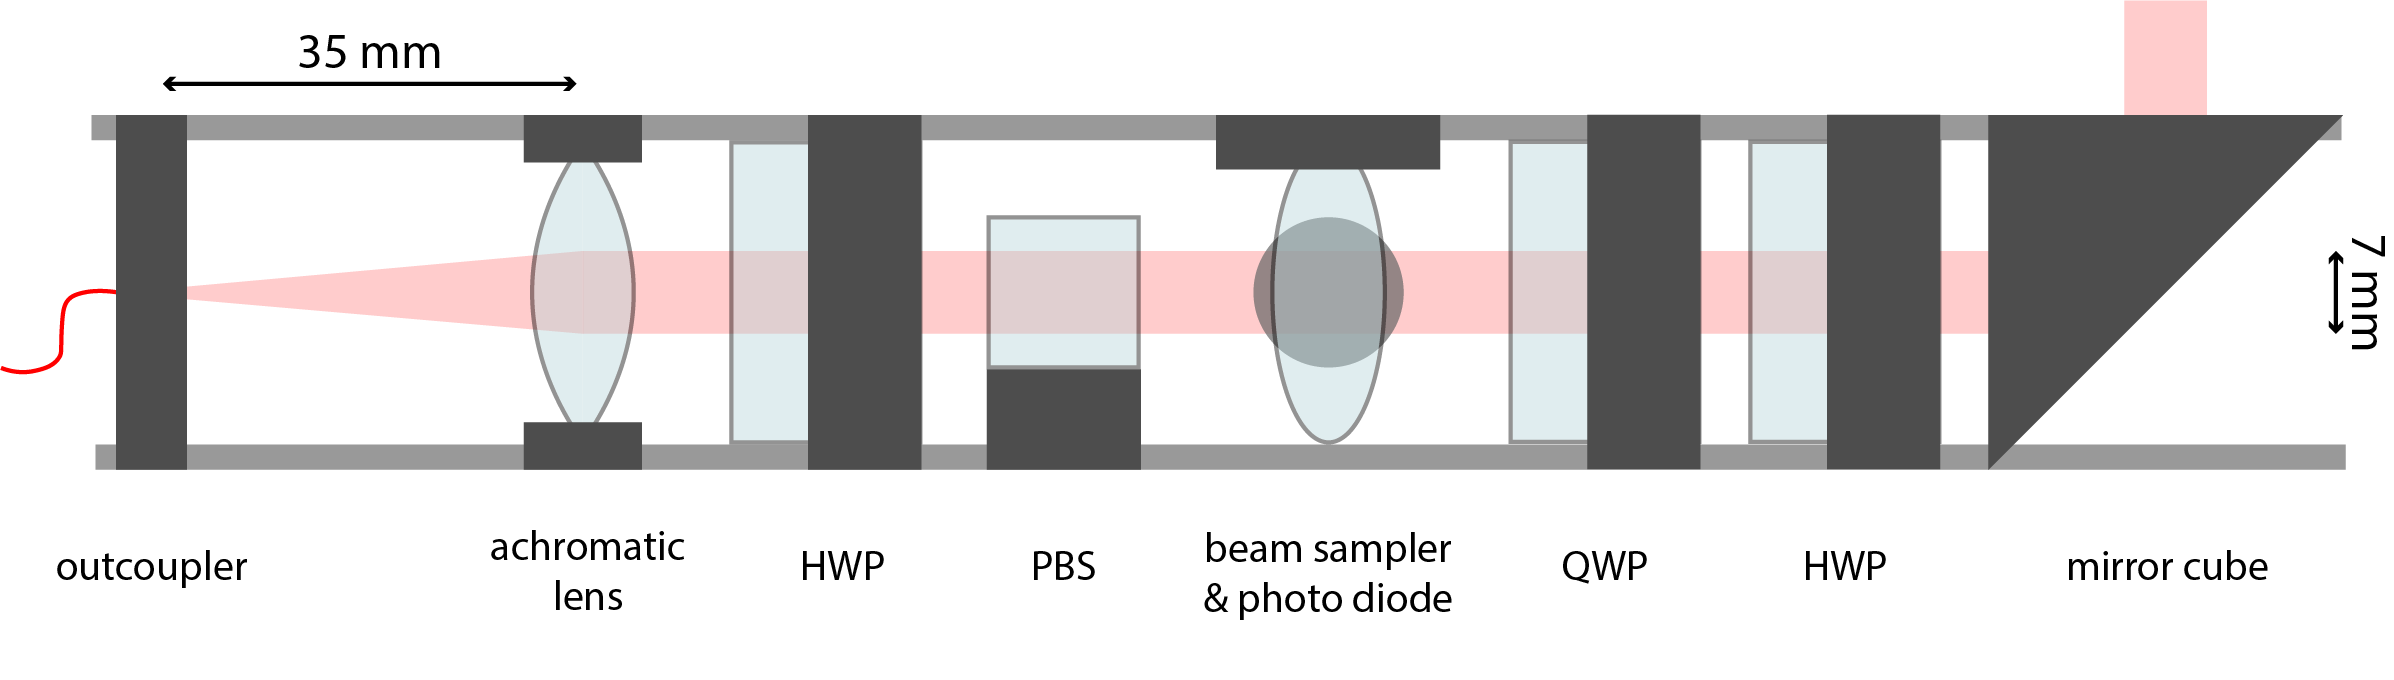 35 mm
7 mm
outcoupler
achromatic
lens
HWP
PBS
beam sampler
& photo diode
QWP
HWP
mirror cube